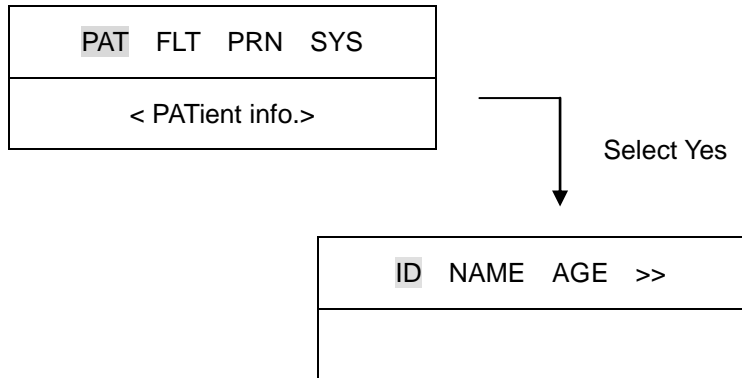 PAT FLT PRN SYS
< PATient info.>
Select Yes
ID NAME AGE >>